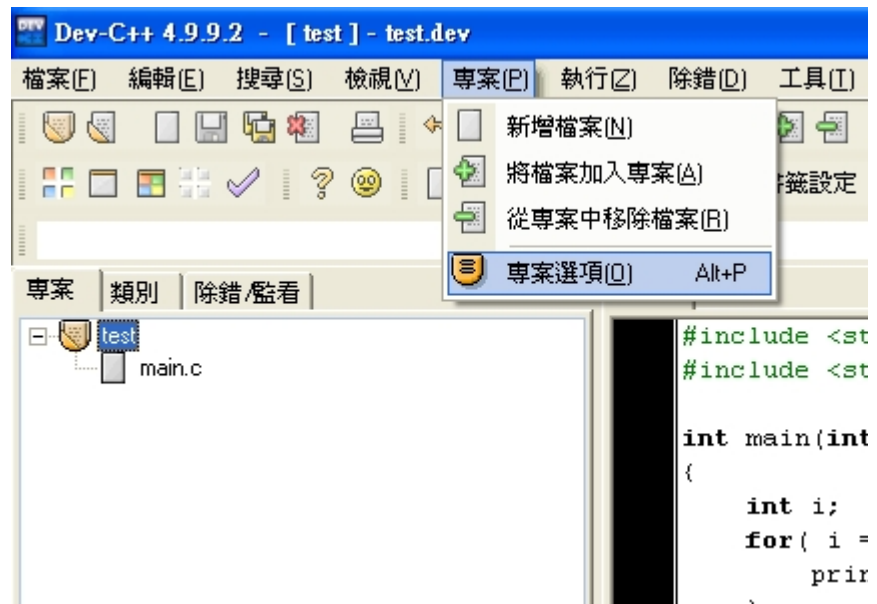 Dev-C++ 4.9.9.2 - [ test ] - test.dev
檔案(F) 編輯(E) 搜尋(S) 檢視(V) 專案(P) 執行(Z) 除錯(D) 工具(T)
新增檔案(N)
將檔案加入專案(A)
從專案中移除檔案(R)
專案選項(O) Alt+P
籤設定
專案 類別 除錯/監看
test
main.c
#include <st
#include <st
int main(int
{
int i;
for( i =
prin